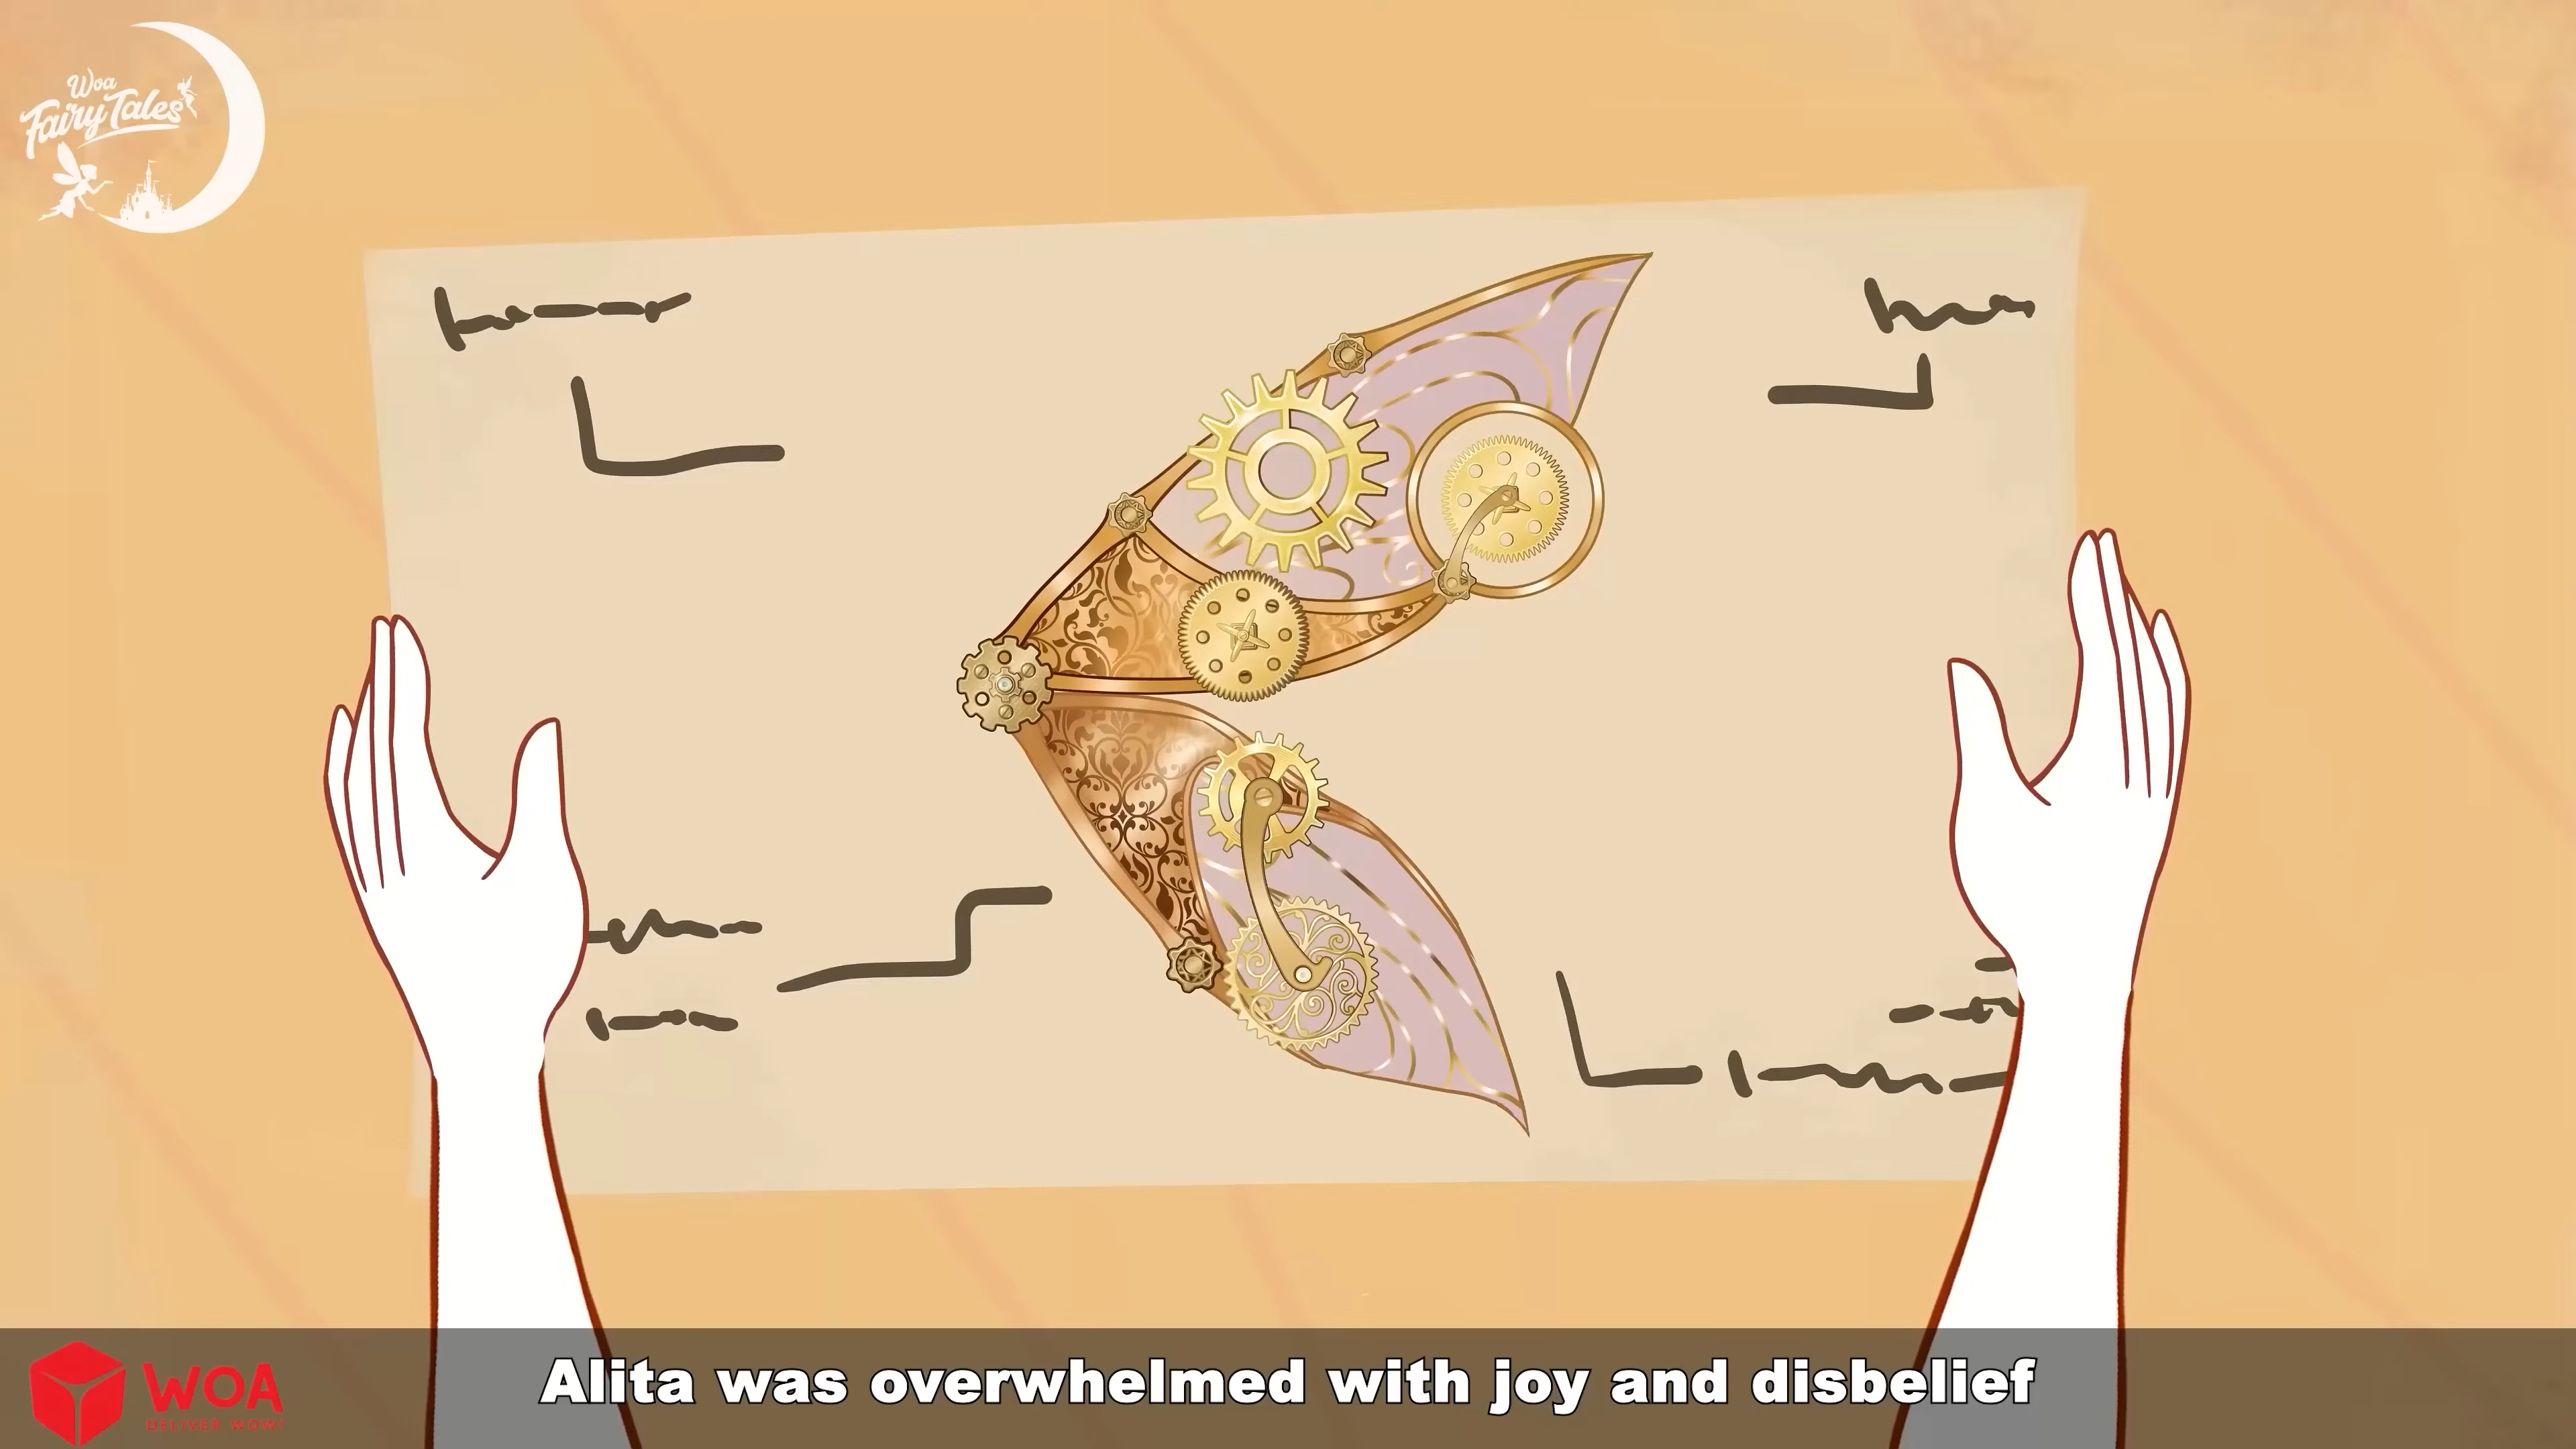 Woa
Fairy Tales
WOA
DELIVER WOW!
Alita was overwhelmed with joy and disbelief